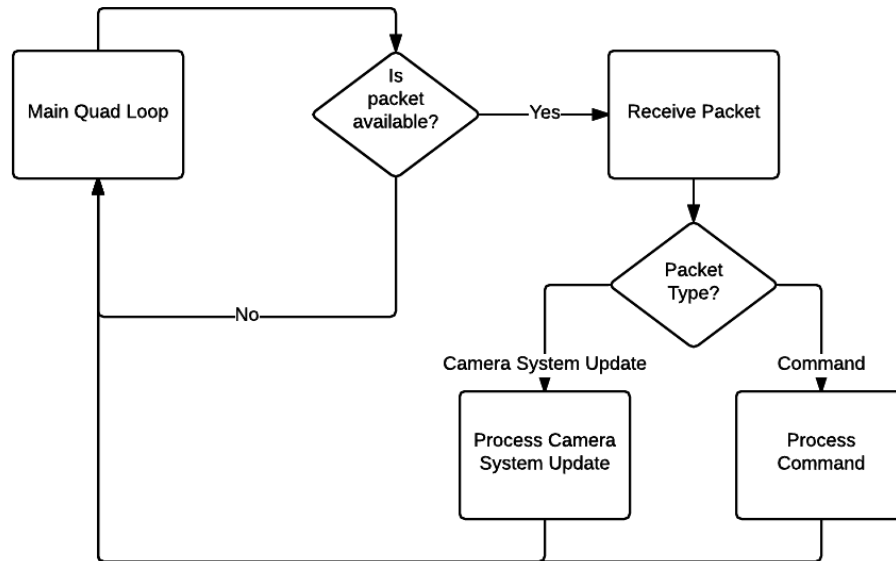 Main Quad Loop
Is
packet
available?
Yes
Receive Packet
Packet
Type?
No
Camera System Update
Command
Process Camera
System Update
Process
Command